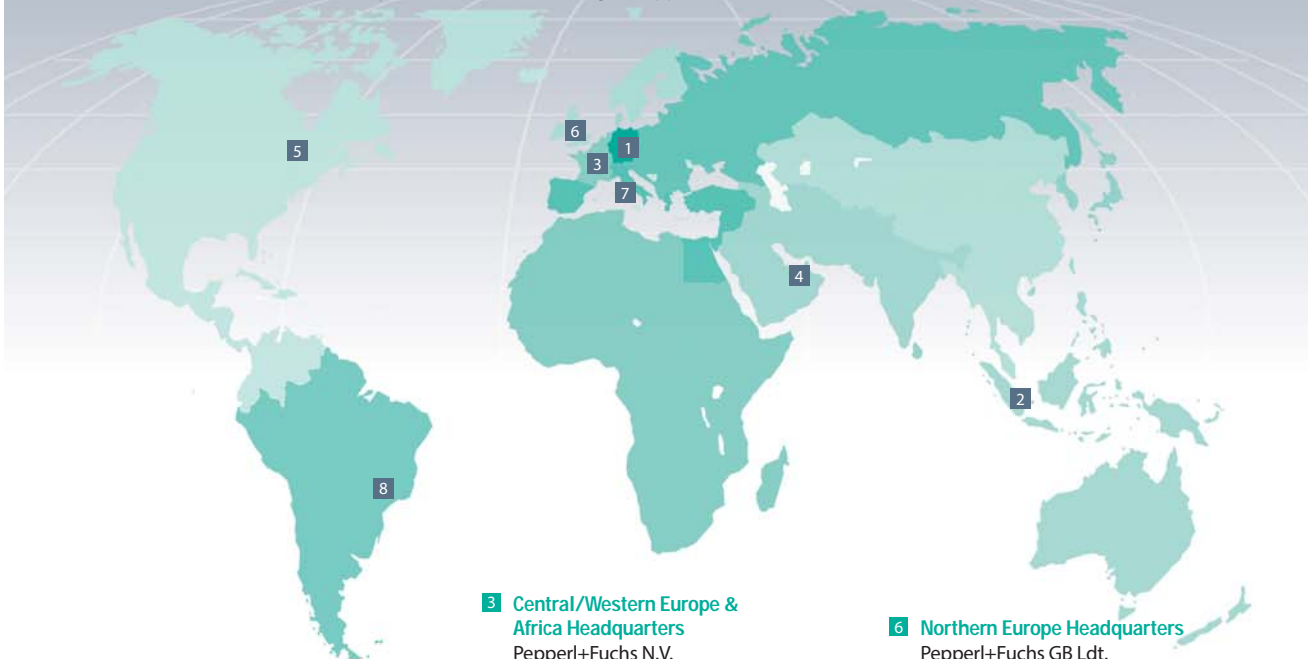 5
6
1
3
7
4
2
8
3 Central/Western Europe &
Africa Headquarters
Pepperl+Fuchs N.V.
6 Northern Europe Headquarters
Pepperl+Fuchs GB Ldt.